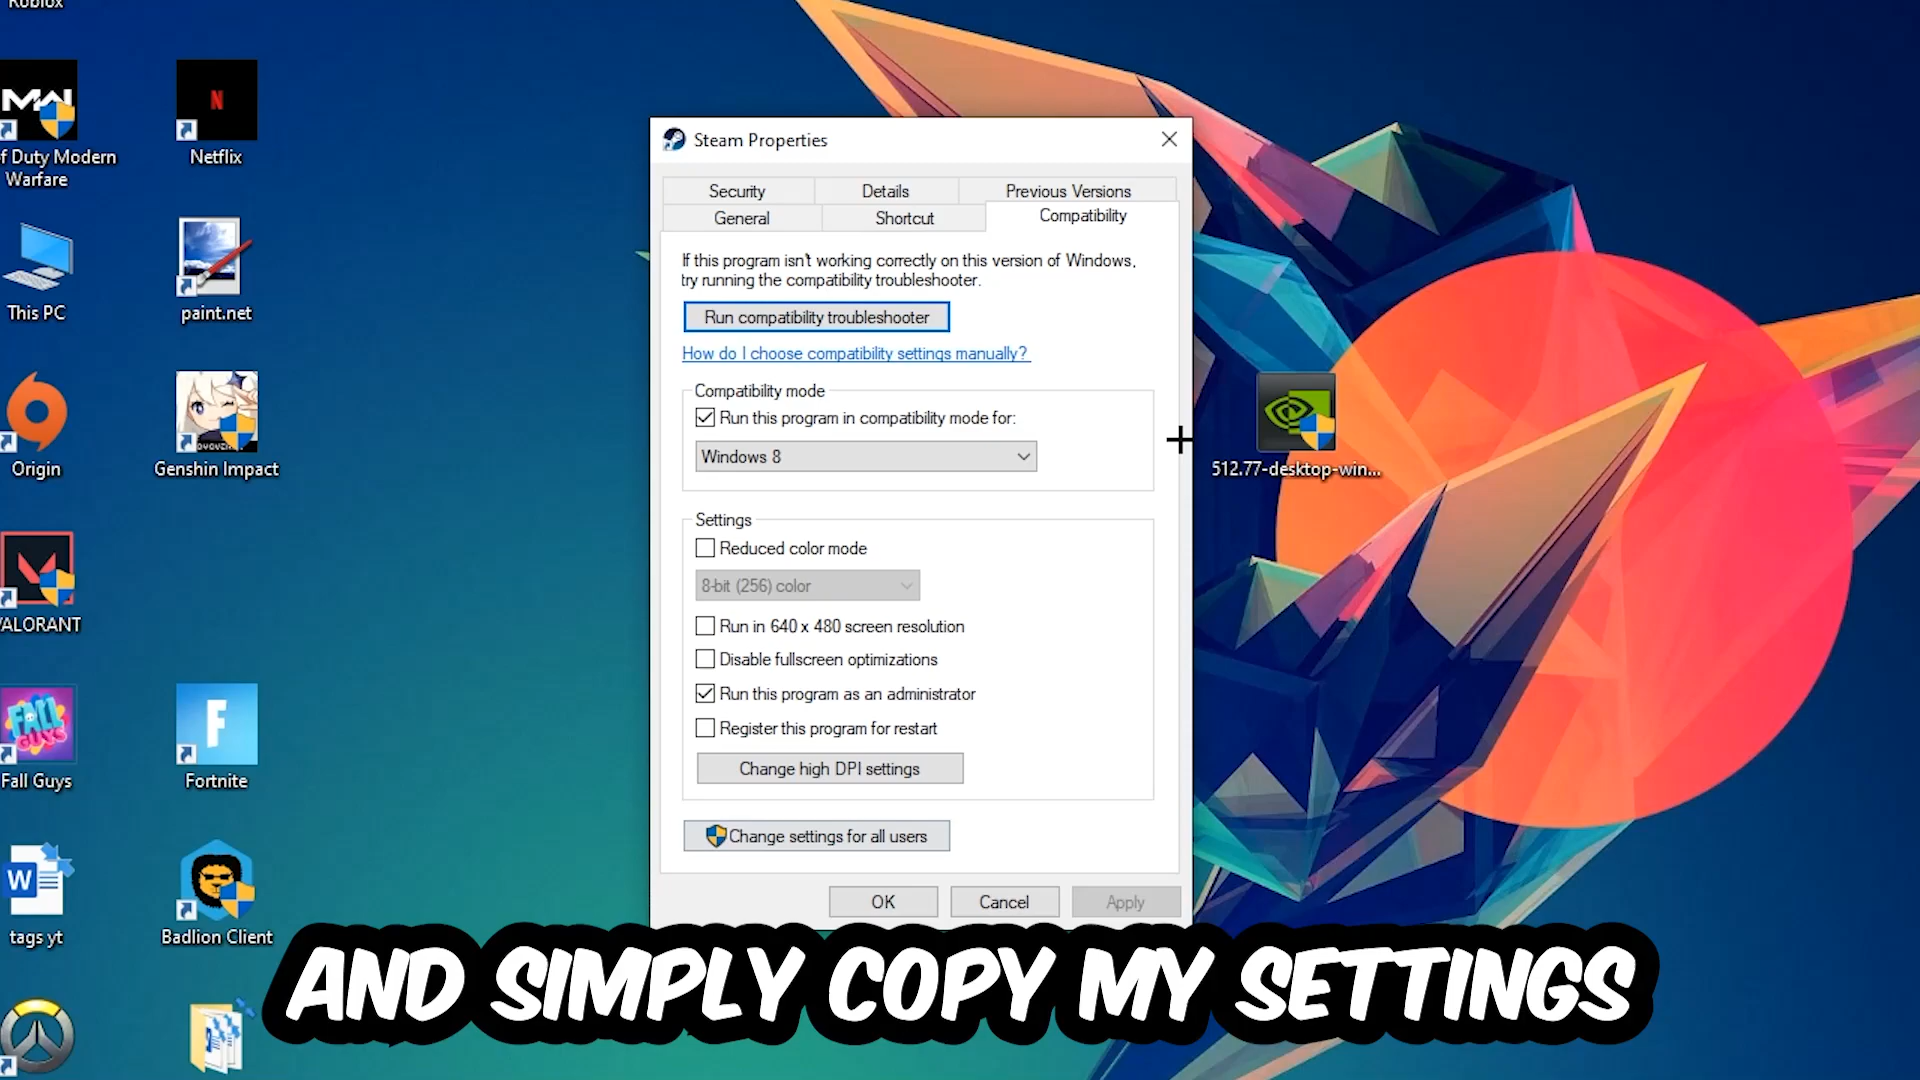 Roblox
MW
f Duty Modern
Warfare
N
Netflix
This PC
paint.net
Origin
Genshin Impact
VALORANT
FALL
GUYS
Fall Guys
F
Fortnite
W
tags yt
Badlion Client
Steam Properties
Security
Details
Previous Versions
General
Shortcut
Compatibility
If this program isn't working correctly on this version of Windows,
try running the compatibility troubleshooter.
Run compatibility troubleshooter
How do I choose compatibility settings manually?
Compatibility mode
Run this program in compatibility mode for:
Windows 8
Settings
Reduced color mode
8-bit (256) color
Run in 640 x 480 screen resolution
Disable fullscreen optimizations
Run this program as an administrator
Register this program for restart
Change high DPI settings
Change settings for all users
OK
Cancel
Apply
512.77-desktop-win...
AND SIMPLY COPY MY SETTINGS